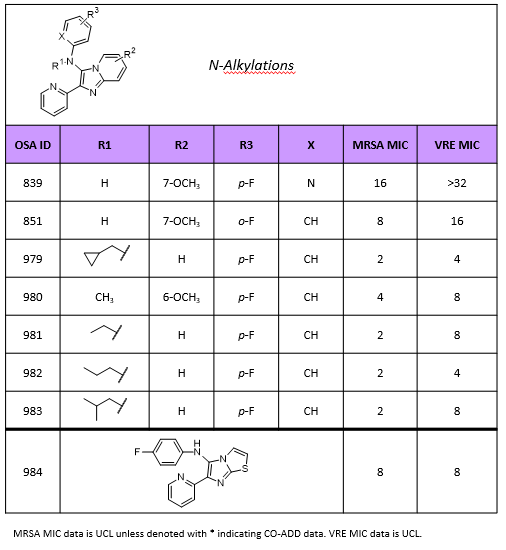 R³
X
N
R¹
R²
N
N
N
N-Alkylations
OSA ID R1 R2 R3 X MRSA MIC VRE MIC
839 H 7-OCH₃ p-F N 16 >32
851 H 7-OCH₃ o-F CH 8 16
979 H p-F CH 2 4
980 CH₃ 6-OCH₃ p-F CH 4 8
981 H p-F CH 2 8
982 H p-F CH 2 4
983 H p-F CH 2 8
984 8 8
F
H
N
N
S
N
N
MRSA MIC data is UCL unless denoted with * indicating CO-ADD data. VRE MIC data is UCL.